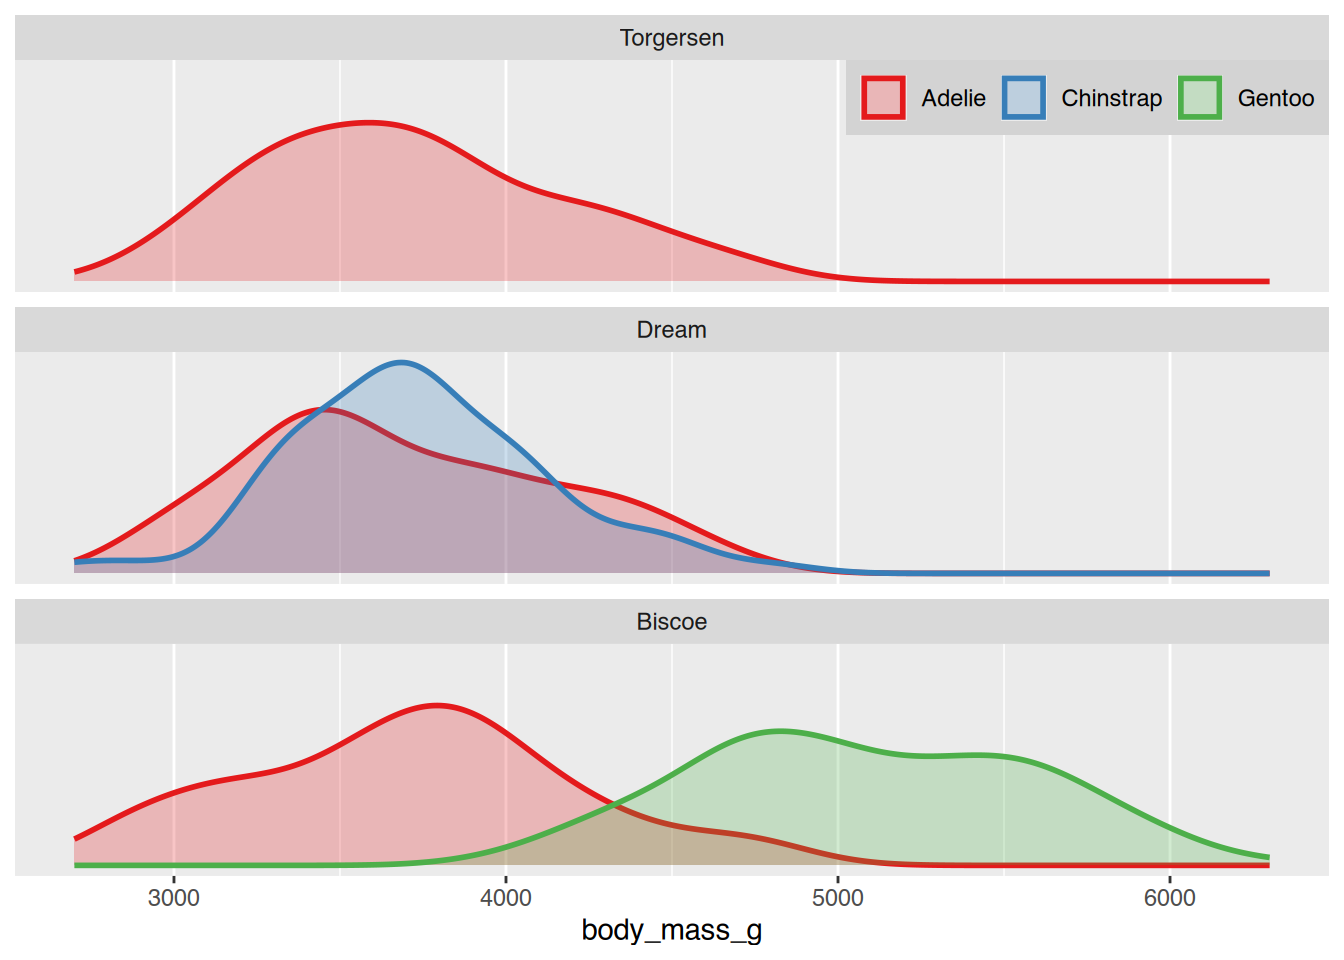 Torgersen
Adelie Chinstrap Gentoo
Dream
Biscoe
3000 4000 5000 6000
body_mass_g